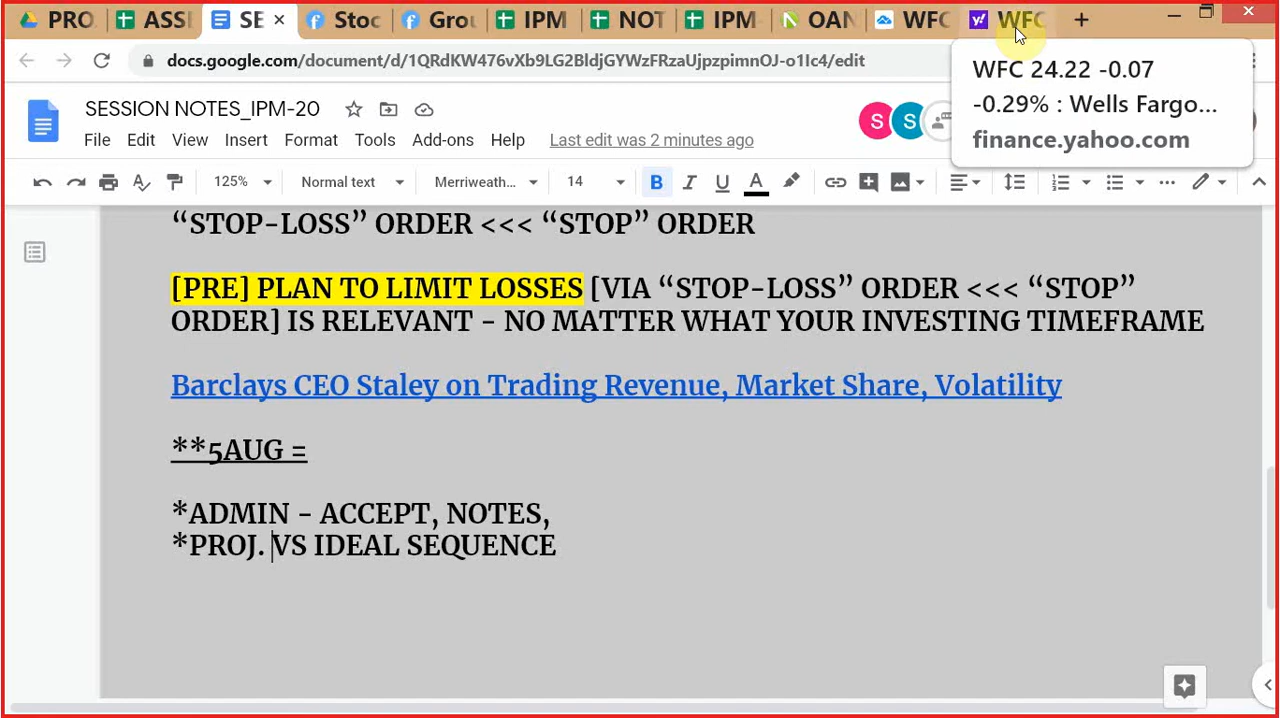 PRO
ASSI
SE
Stoc
Grou
IPM-
NOT
IPM-
OAN
WFC
WFC
docs.google.com/document/d/1QRdKW476vXb9LG2BldjGYWzFRzaUjpzpimnOJ-o1Ic4/edit
WFC 24.22 -0.07
-0.29% : Wells Fargo...
finance.yahoo.com
SESSION NOTES_IPM-20
S
S
File Edit View Insert Format Tools Add-ons Help Last edit was 2 minutes ago
125% Normal text Merriweath... 14 B I U A
“STOP-LOSS” ORDER <<< “STOP” ORDER
[PRE] PLAN TO LIMIT LOSSES [VIA “STOP-LOSS” ORDER <<< “STOP”
ORDER] IS RELEVANT - NO MATTER WHAT YOUR INVESTING TIMEFRAME
Barclays CEO Staley on Trading Revenue, Market Share, Volatility
**5AUG =
*ADMIN - ACCEPT, NOTES,
*PROJ. VS IDEAL SEQUENCE